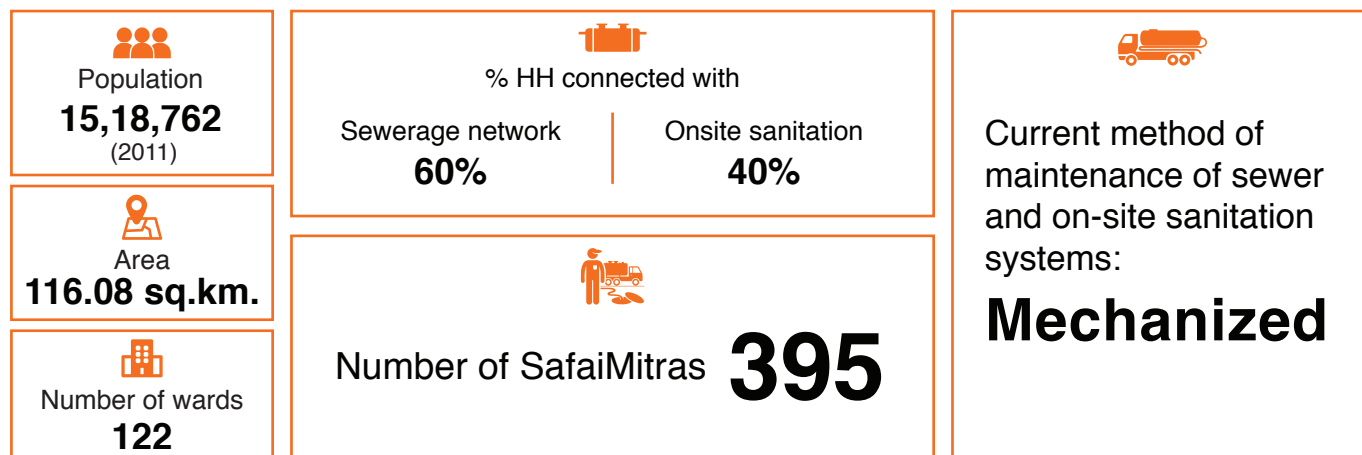 Population
15,18,762
(2011)
Area
116.08 sq.km.
Number of wards
122
% HH connected with
Sewerage network
60%
Onsite sanitation
40%
Number of SafaiMitras 395
Current method of
maintenance of sewer
and on-site sanitation
systems:
Mechanized